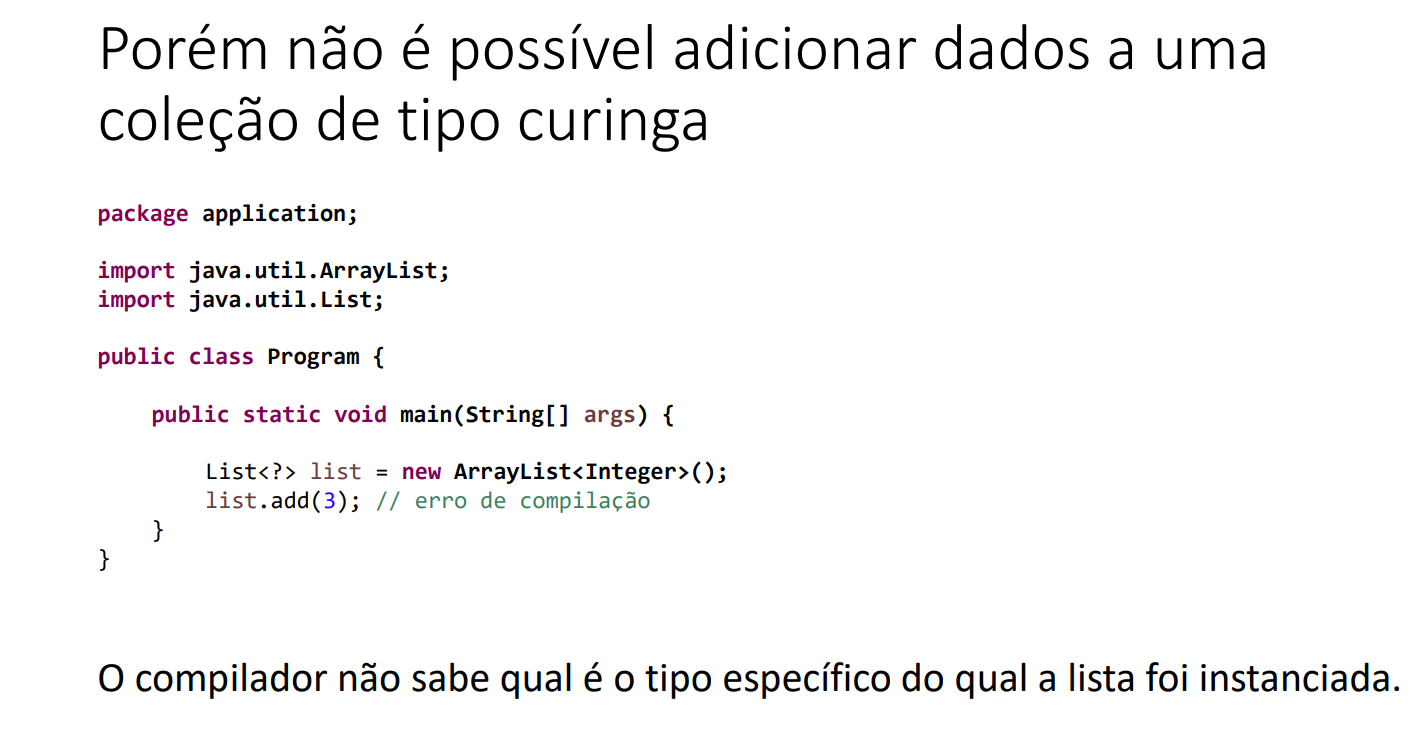 Porém não é possível adicionar dados a uma
coleção de tipo curinga
package application;
import java.util.ArrayList;
import java.util.List;
public class Program {
public static void main(String[] args) {
List<?> list = new ArrayList<Integer>();
list.add(3); // erro de compilação
}
}
O compilador não sabe qual é o tipo específico do qual a lista foi instanciada.